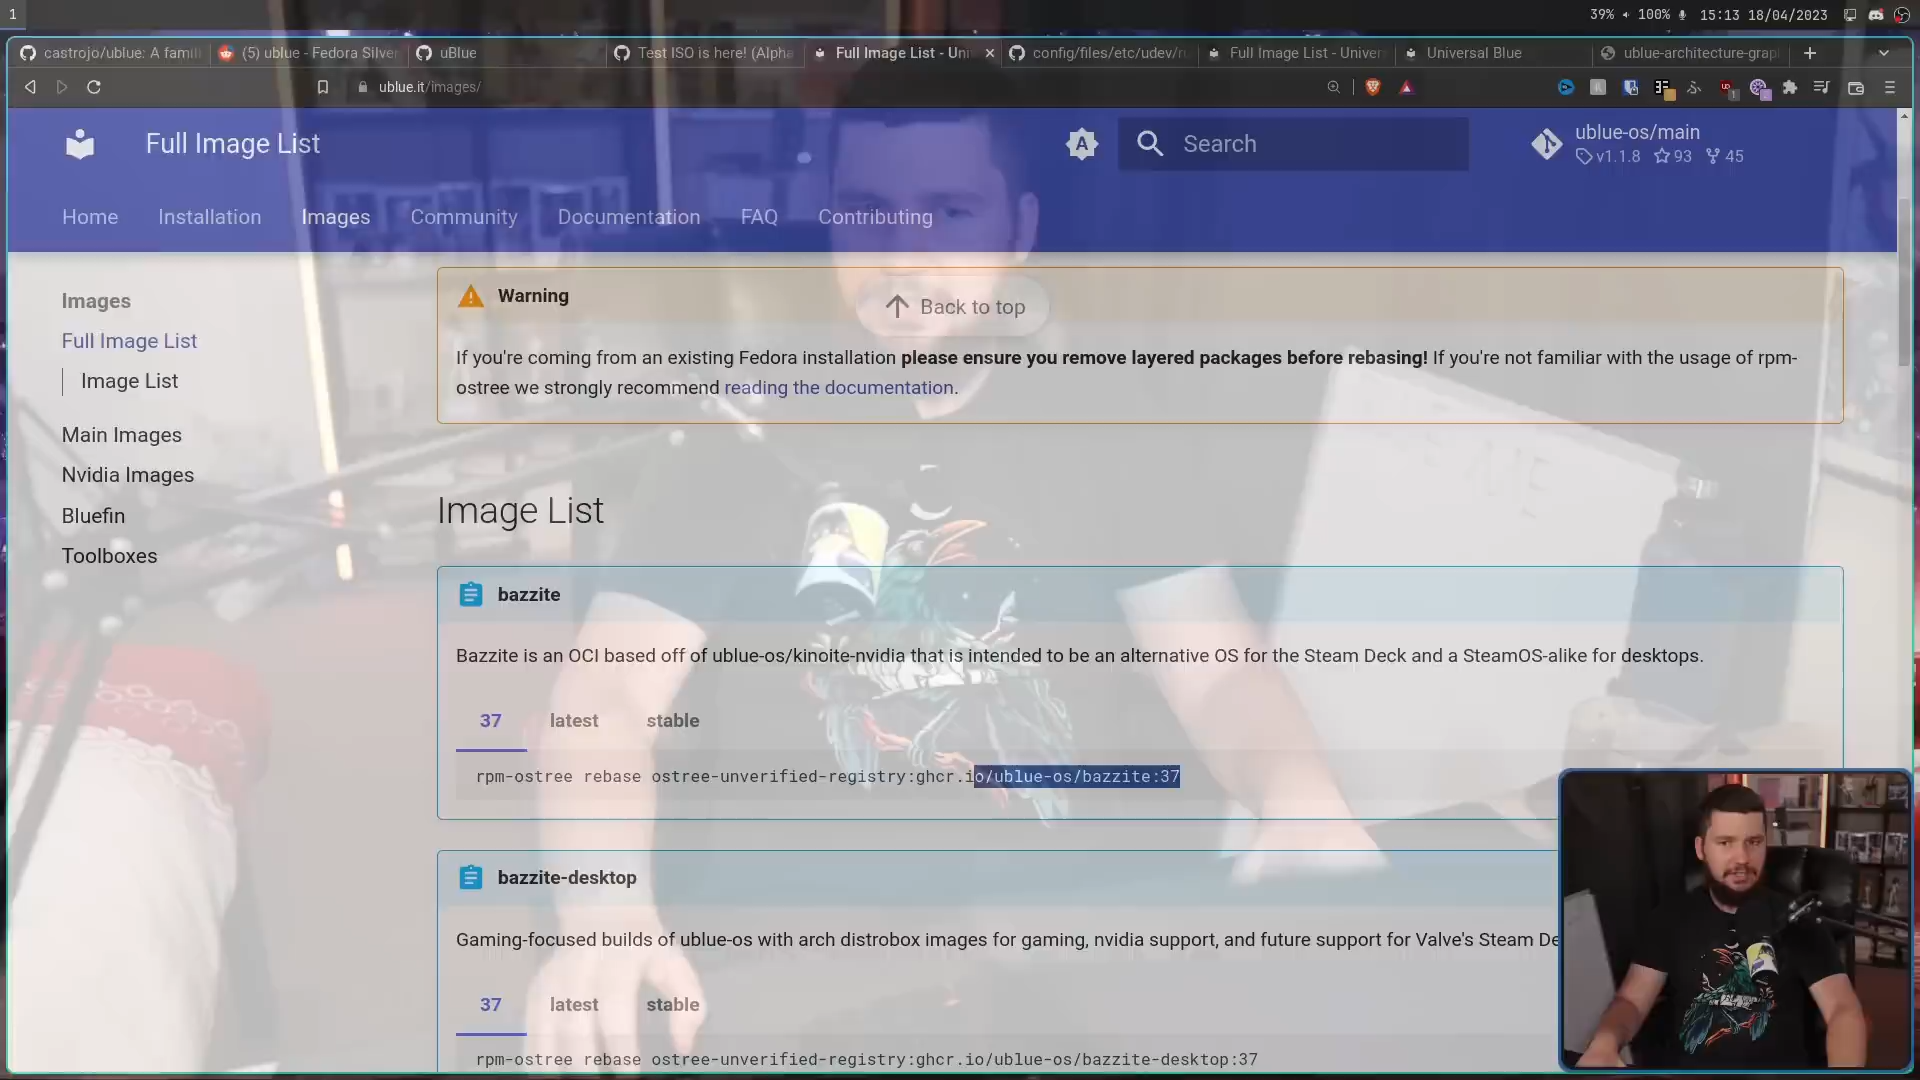 1
39% 100% 15:13 18/04/2023
castrojo/ublue: A famil
(5) ublue - Fedora Silver
uBlue
Test ISO is here! (Alpha
Full Image List - Uni
config/files/etc/udev/ru
Full Image List - Univer
Universal Blue
ublue-architecture-grap
ublue.it/images/
Full Image List
Search
ublue-os/main
v1.1.8 93 45
Home Installation Images Community Documentation FAQ Contributing
Images
Full Image List
Image List
Main Images
Nvidia Images
Bluefin
Toolboxes
Warning
Back to top
If you're coming from an existing Fedora installation please ensure you remove layered packages before rebasing! If you're not familiar with the usage of rpm-
ostree we strongly recommend reading the documentation.
Image List
bazzite
Bazzite is an OCI based off of ublue-os/kinoite-nvidia that is intended to be an alternative OS for the Steam Deck and a SteamOS-alike for desktops.
37 latest stable
rpm-ostree rebase ostree-unverified-registry:ghcr.io/ublue-os/bazzite:37
bazzite-desktop
Gaming-focused builds of ublue-os with arch distrobox images for gaming, nvidia support, and future support for Valve's Steam De
37 latest stable
rpm-ostree rebase ostree-unverified-registry:ghcr.io/ublue-os/bazzite-desktop:37